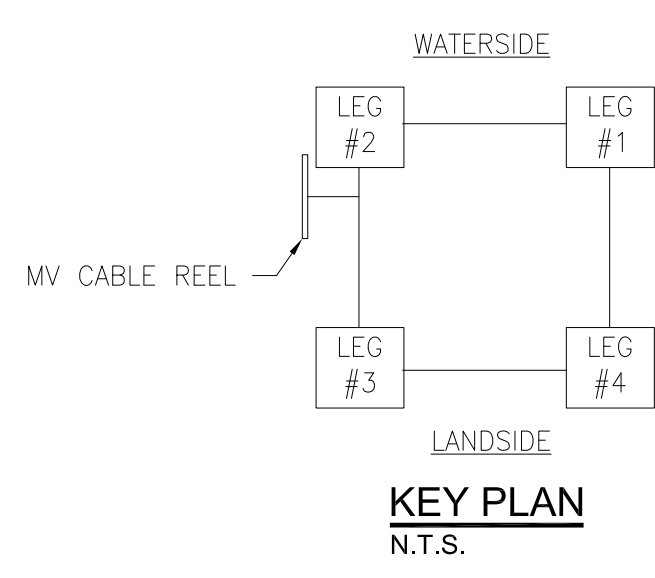 WATERSIDE
LEG
#2
LEG
#1
MV CABLE REEL
LEG
#3
LEG
#4
LANDSIDE
KEY PLAN
N.T.S.